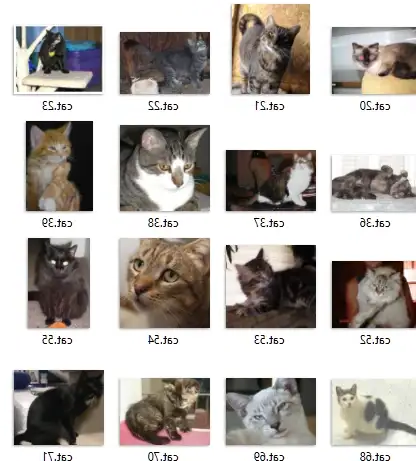 cat.20 cat.21 cat.22 cat.23
cat.36 cat.37 cat.38 cat.39
cat.52 cat.53 cat.54 cat.55
cat.68 cat.69 cat.70 cat.71